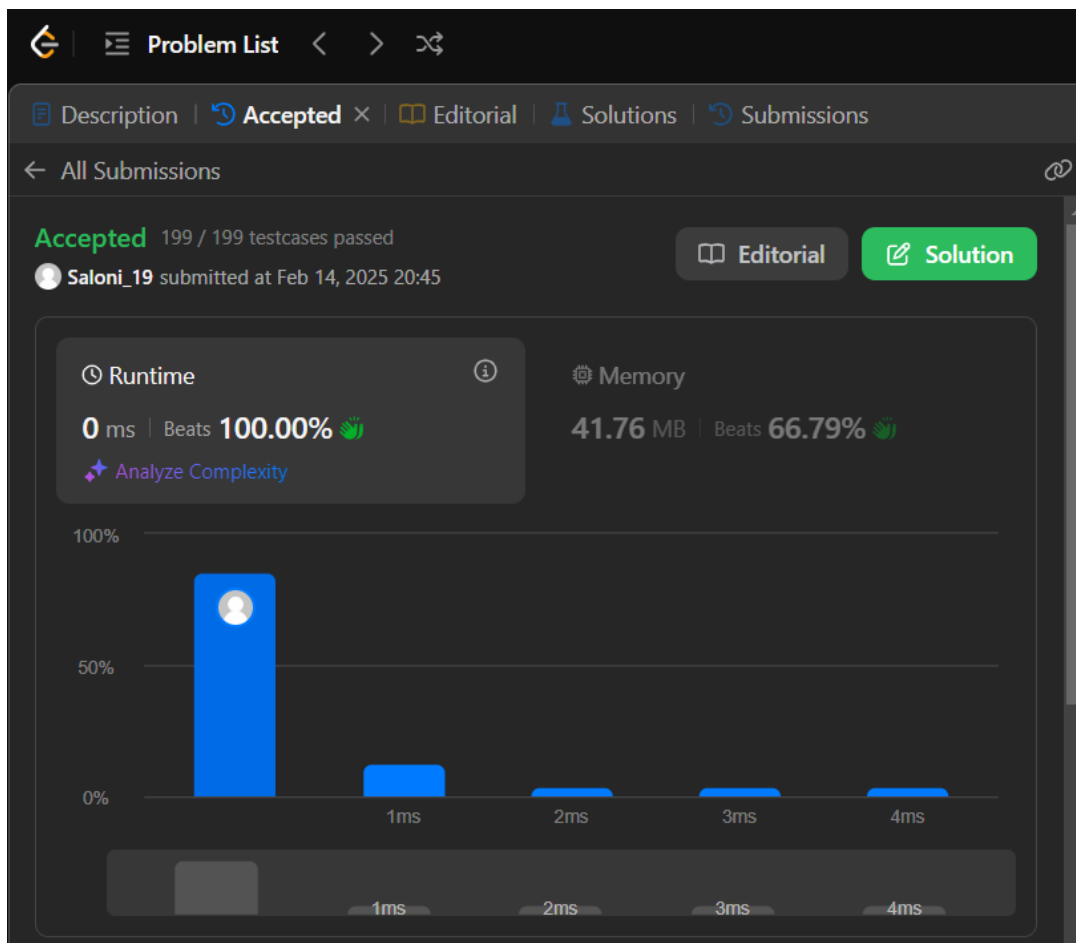 Problem List
Description Accepted Editorial Solutions Submissions
All Submissions
Accepted 199 / 199 testcases passed
Saloni_19 submitted at Feb 14, 2025 20:45
Editorial
Solution
Runtime
0 ms Beats 100.00%
Analyze Complexity
Memory
41.76 MB Beats 66.79%
100%
50%
0%
1ms 2ms 3ms 4ms
1ms 2ms 3ms 4ms